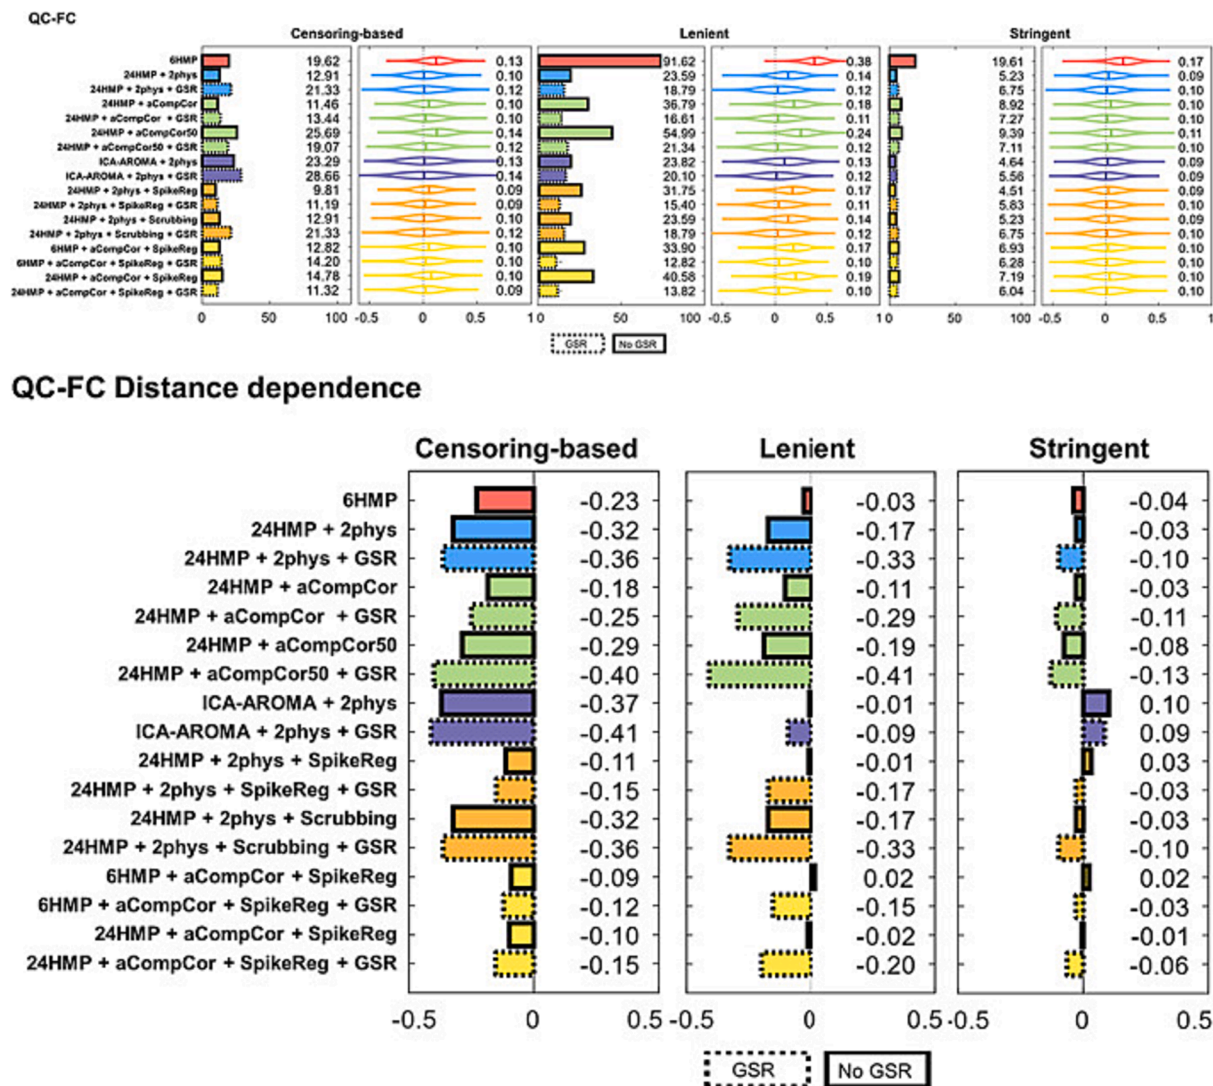 QC-FC
Censoring-based Lenient Stringent
6HMP 19.62 0.13 91.62 0.38 19.61 0.17
24HMP + 2phys 12.91 0.10 23.59 0.14 5.23 0.09
24HMP + 2phys + GSR 21.33 0.12 18.79 0.12 6.75 0.10
24HMP + aCompCor 11.46 0.10 36.79 0.18 8.92 0.10
24HMP + aCompCor + GSR 13.44 0.10 16.61 0.11 7.27 0.10
24HMP + aCompCor50 25.69 0.14 54.99 0.24 9.39 0.11
24HMP + aCompCor50 + GSR 19.07 0.12 21.34 0.12 7.11 0.10
ICA-AROMA + 2phys 23.29 0.13 23.82 0.13 4.64 0.09
ICA-AROMA + 2phys + GSR 28.66 0.14 20.10 0.12 5.56 0.09
24HMP + 2phys + SpikeReg 9.81 0.09 31.75 0.17 4.51 0.09
24HMP + 2phys + SpikeReg + GSR 11.19 0.09 15.40 0.11 5.83 0.10
24HMP + 2phys + Scrubbing 12.91 0.10 23.59 0.14 5.23 0.09
24HMP + 2phys + Scrubbing + GSR 21.33 0.12 18.79 0.12 6.75 0.10
6HMP + aCompCor + SpikeReg 12.82 0.10 33.90 0.17 6.93 0.10
6HMP + aCompCor + SpikeReg + GSR 14.20 0.10 12.82 0.10 6.28 0.10
24HMP + aCompCor + SpikeReg 14.78 0.10 40.58 0.19 7.19 0.10
24HMP + aCompCor + SpikeReg + GSR 11.32 0.09 13.82 0.10 6.04 0.10
0 50 100 -0.5 0 0.5 1 0 50 100 -0.5 0 0.5 1 0 50 100 -0.5 0 0.5 1
GSR No GSR
QC-FC Distance dependence
Censoring-based Lenient Stringent
6HMP -0.23 -0.03 -0.04
24HMP + 2phys -0.32 -0.17 -0.03
24HMP + 2phys + GSR -0.36 -0.33 -0.10
24HMP + aCompCor -0.18 -0.11 -0.03
24HMP + aCompCor + GSR -0.25 -0.29 -0.11
24HMP + aCompCor50 -0.29 -0.19 -0.08
24HMP + aCompCor50 + GSR -0.40 -0.41 -0.13
ICA-AROMA + 2phys -0.37 -0.01 0.10
ICA-AROMA + 2phys + GSR -0.41 -0.09 0.09
24HMP + 2phys + SpikeReg -0.11 -0.01 0.03
24HMP + 2phys + SpikeReg + GSR -0.15 -0.17 -0.03
24HMP + 2phys + Scrubbing -0.32 -0.17 -0.03
24HMP + 2phys + Scrubbing + GSR -0.36 -0.33 -0.10
6HMP + aCompCor + SpikeReg -0.09 0.02 0.02
6HMP + aCompCor + SpikeReg + GSR -0.12 -0.15 -0.03
24HMP + aCompCor + SpikeReg -0.10 -0.02 -0.01
24HMP + aCompCor + SpikeReg + GSR -0.15 -0.20 -0.06
-0.5 0 0.5 -0.5 0 0.5 -0.5 0 0.5
GSR No GSR